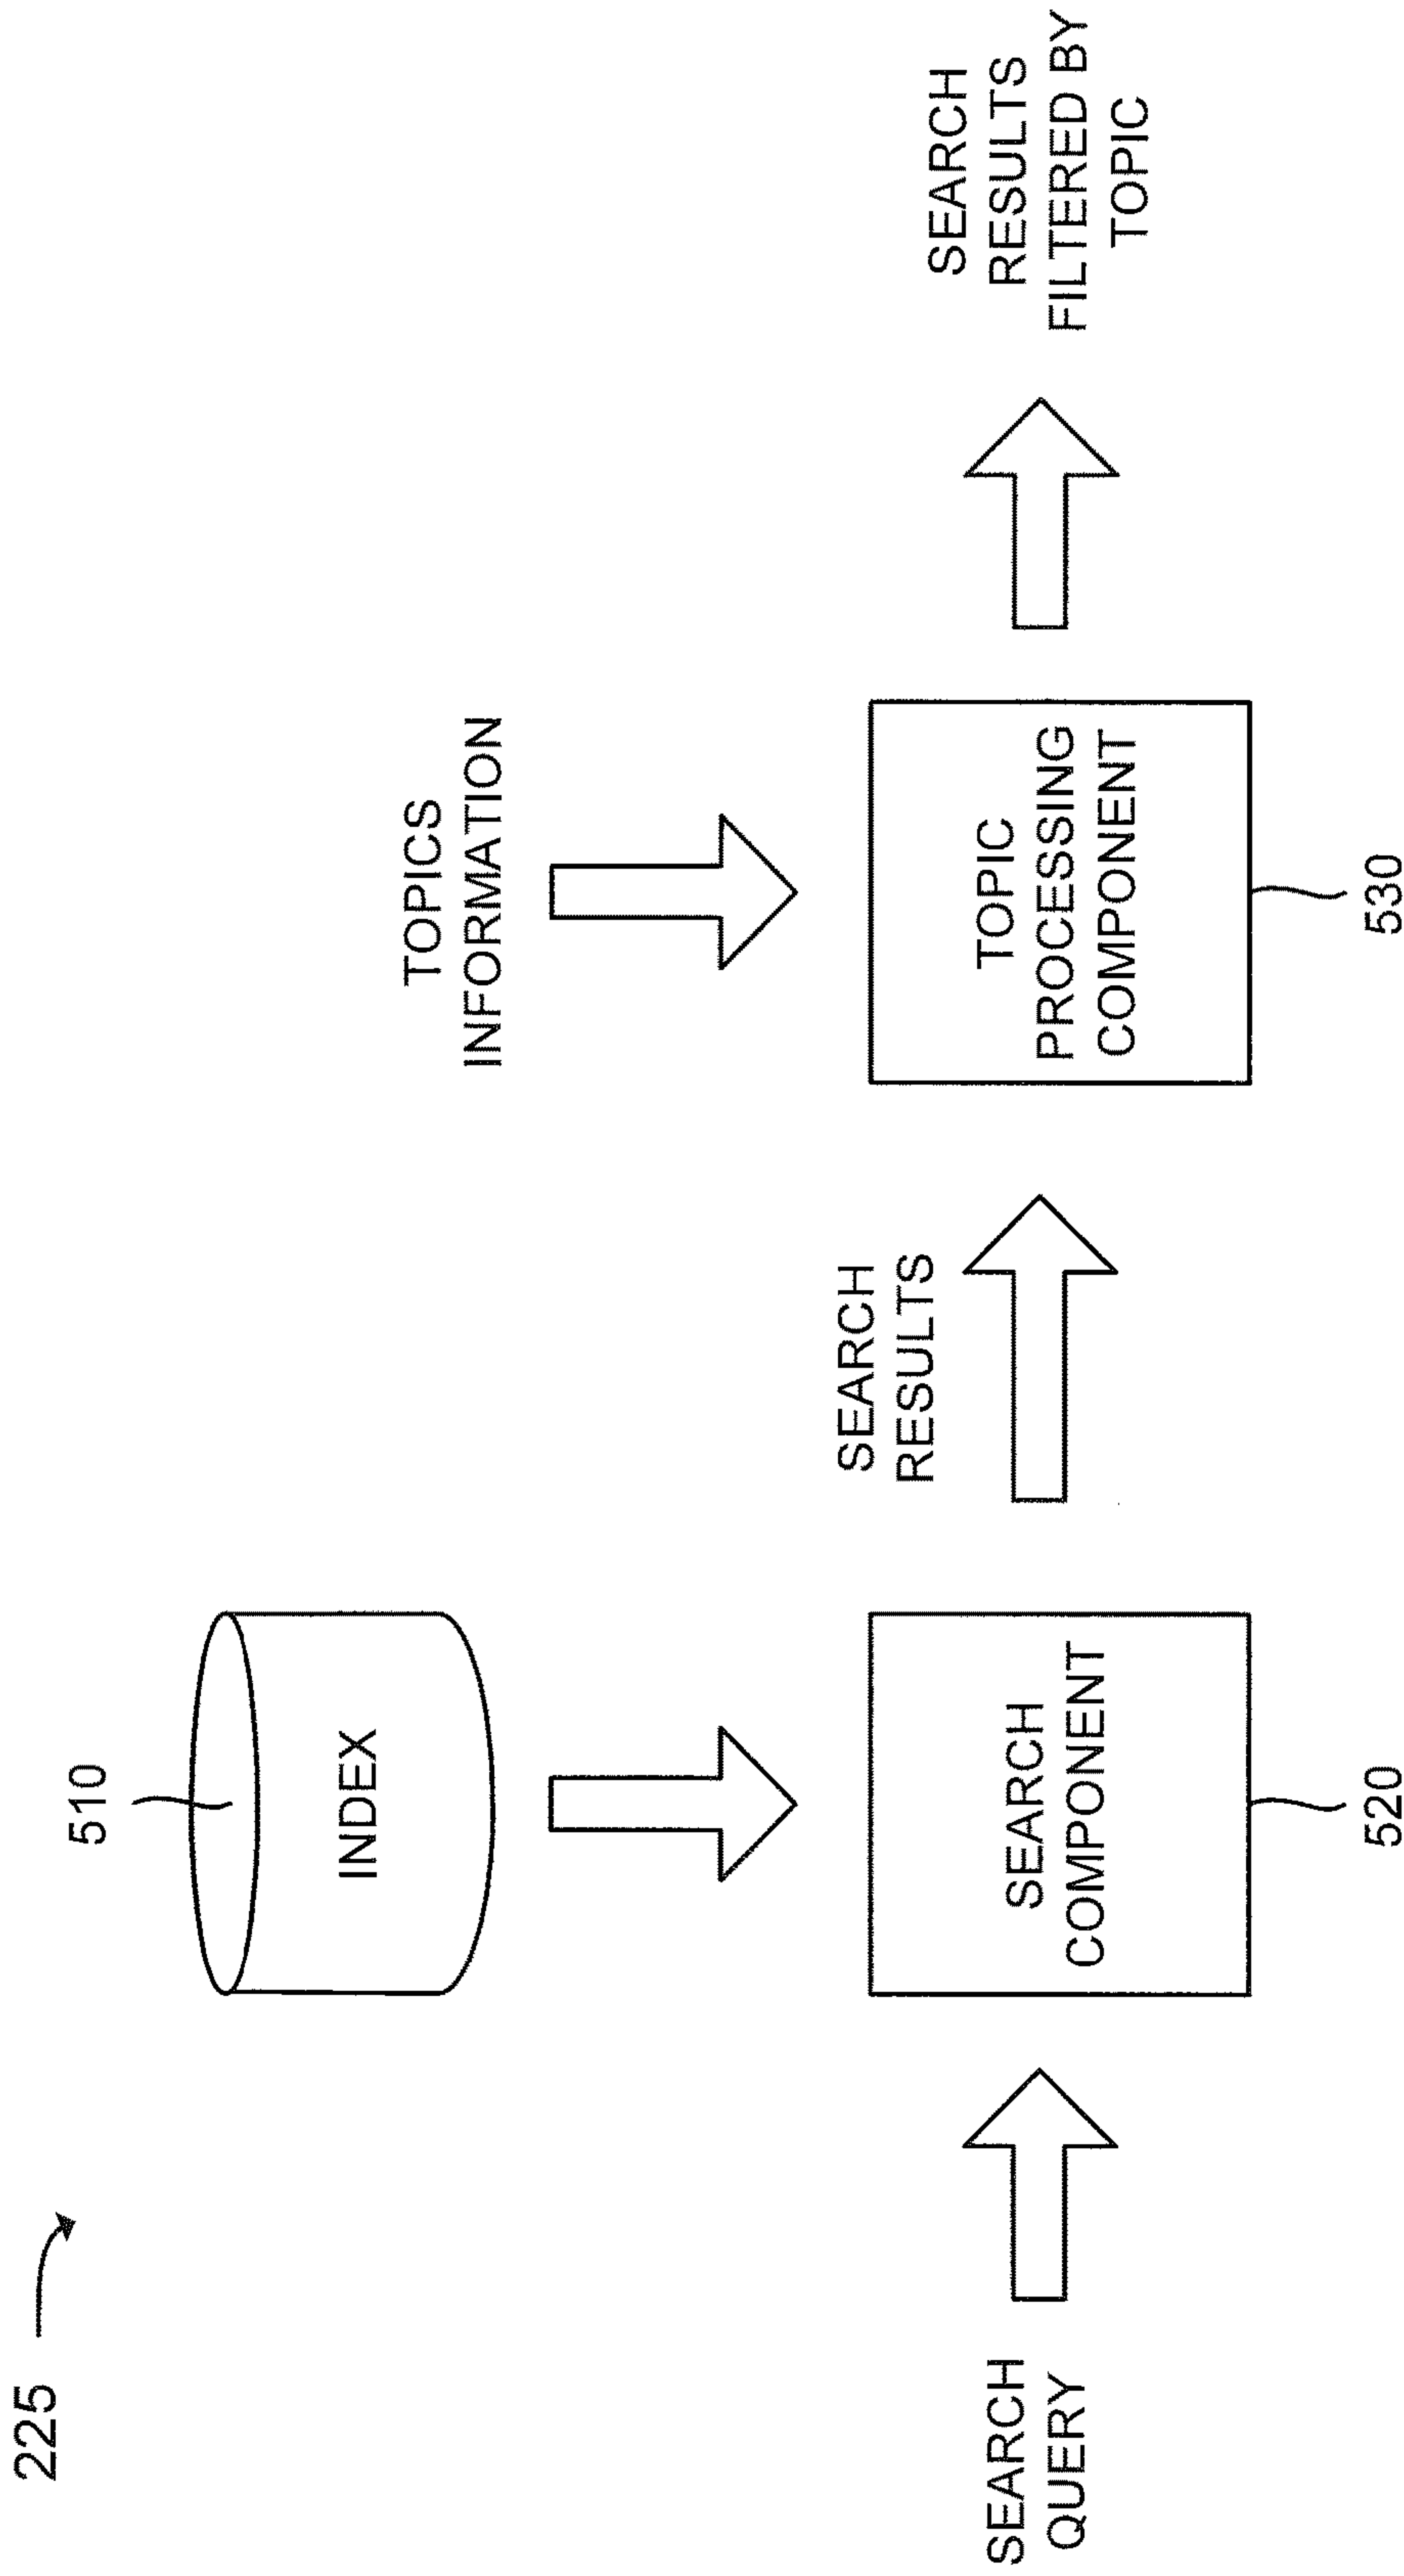 225
510
INDEX
TOPICS
INFORMATION
SEARCH
QUERY
SEARCH
COMPONENT
520
SEARCH
RESULTS
TOPIC
PROCESSING
COMPONENT
530
SEARCH
RESULTS
FILTERED BY
TOPIC